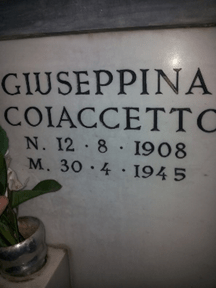 GIUSEPPINA
COIACCETTO
N. 12 · 8 · 1908
M. 30 · 4 · 1945